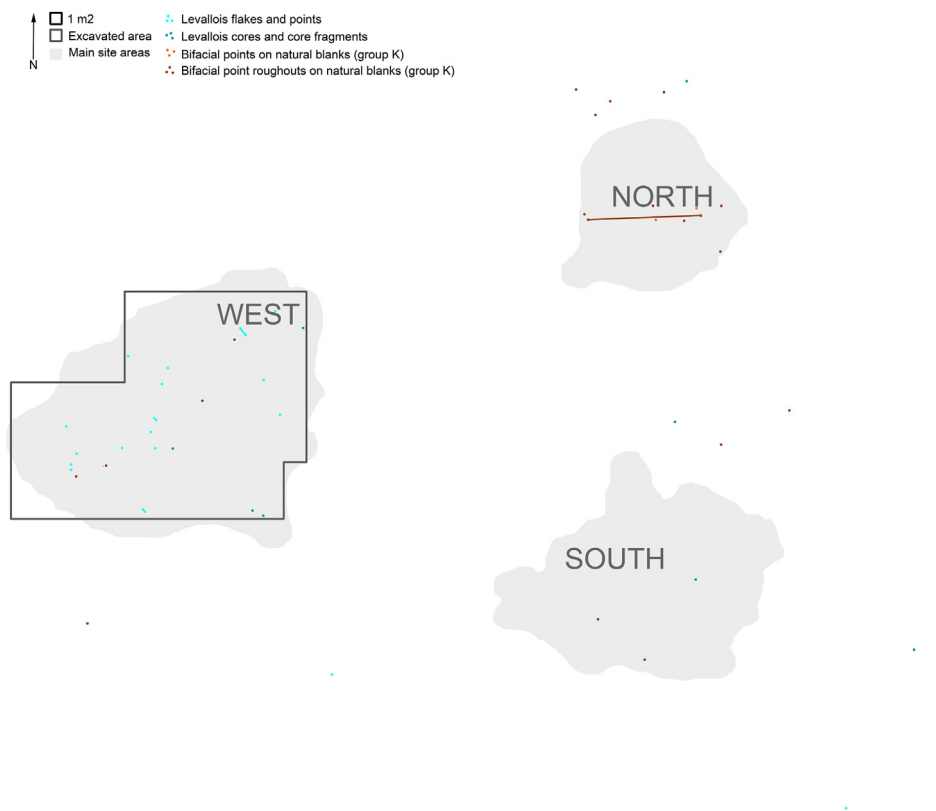 1 m2
Excavated area
Main site areas
N
Levallois flakes and points
Levallois cores and core fragments
Bifacial points on natural blanks (group K)
Bifacial point roughouts on natural blanks (group K)
NORTH
WEST
SOUTH